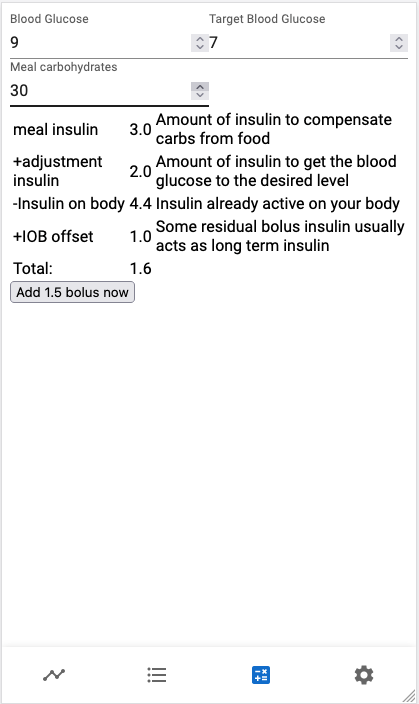 Blood Glucose Target Blood Glucose
9 7
Meal carbohydrates
30
meal insulin 3.0 Amount of insulin to compensate
carbs from food
+adjustment
insulin 2.0 Amount of insulin to get the blood
glucose to the desired level
-Insulin on body 4.4 Insulin already active on your body
+IOB offset 1.0 Some residual bolus insulin usually
acts as long term insulin
Total: 1.6
Add 1.5 bolus now